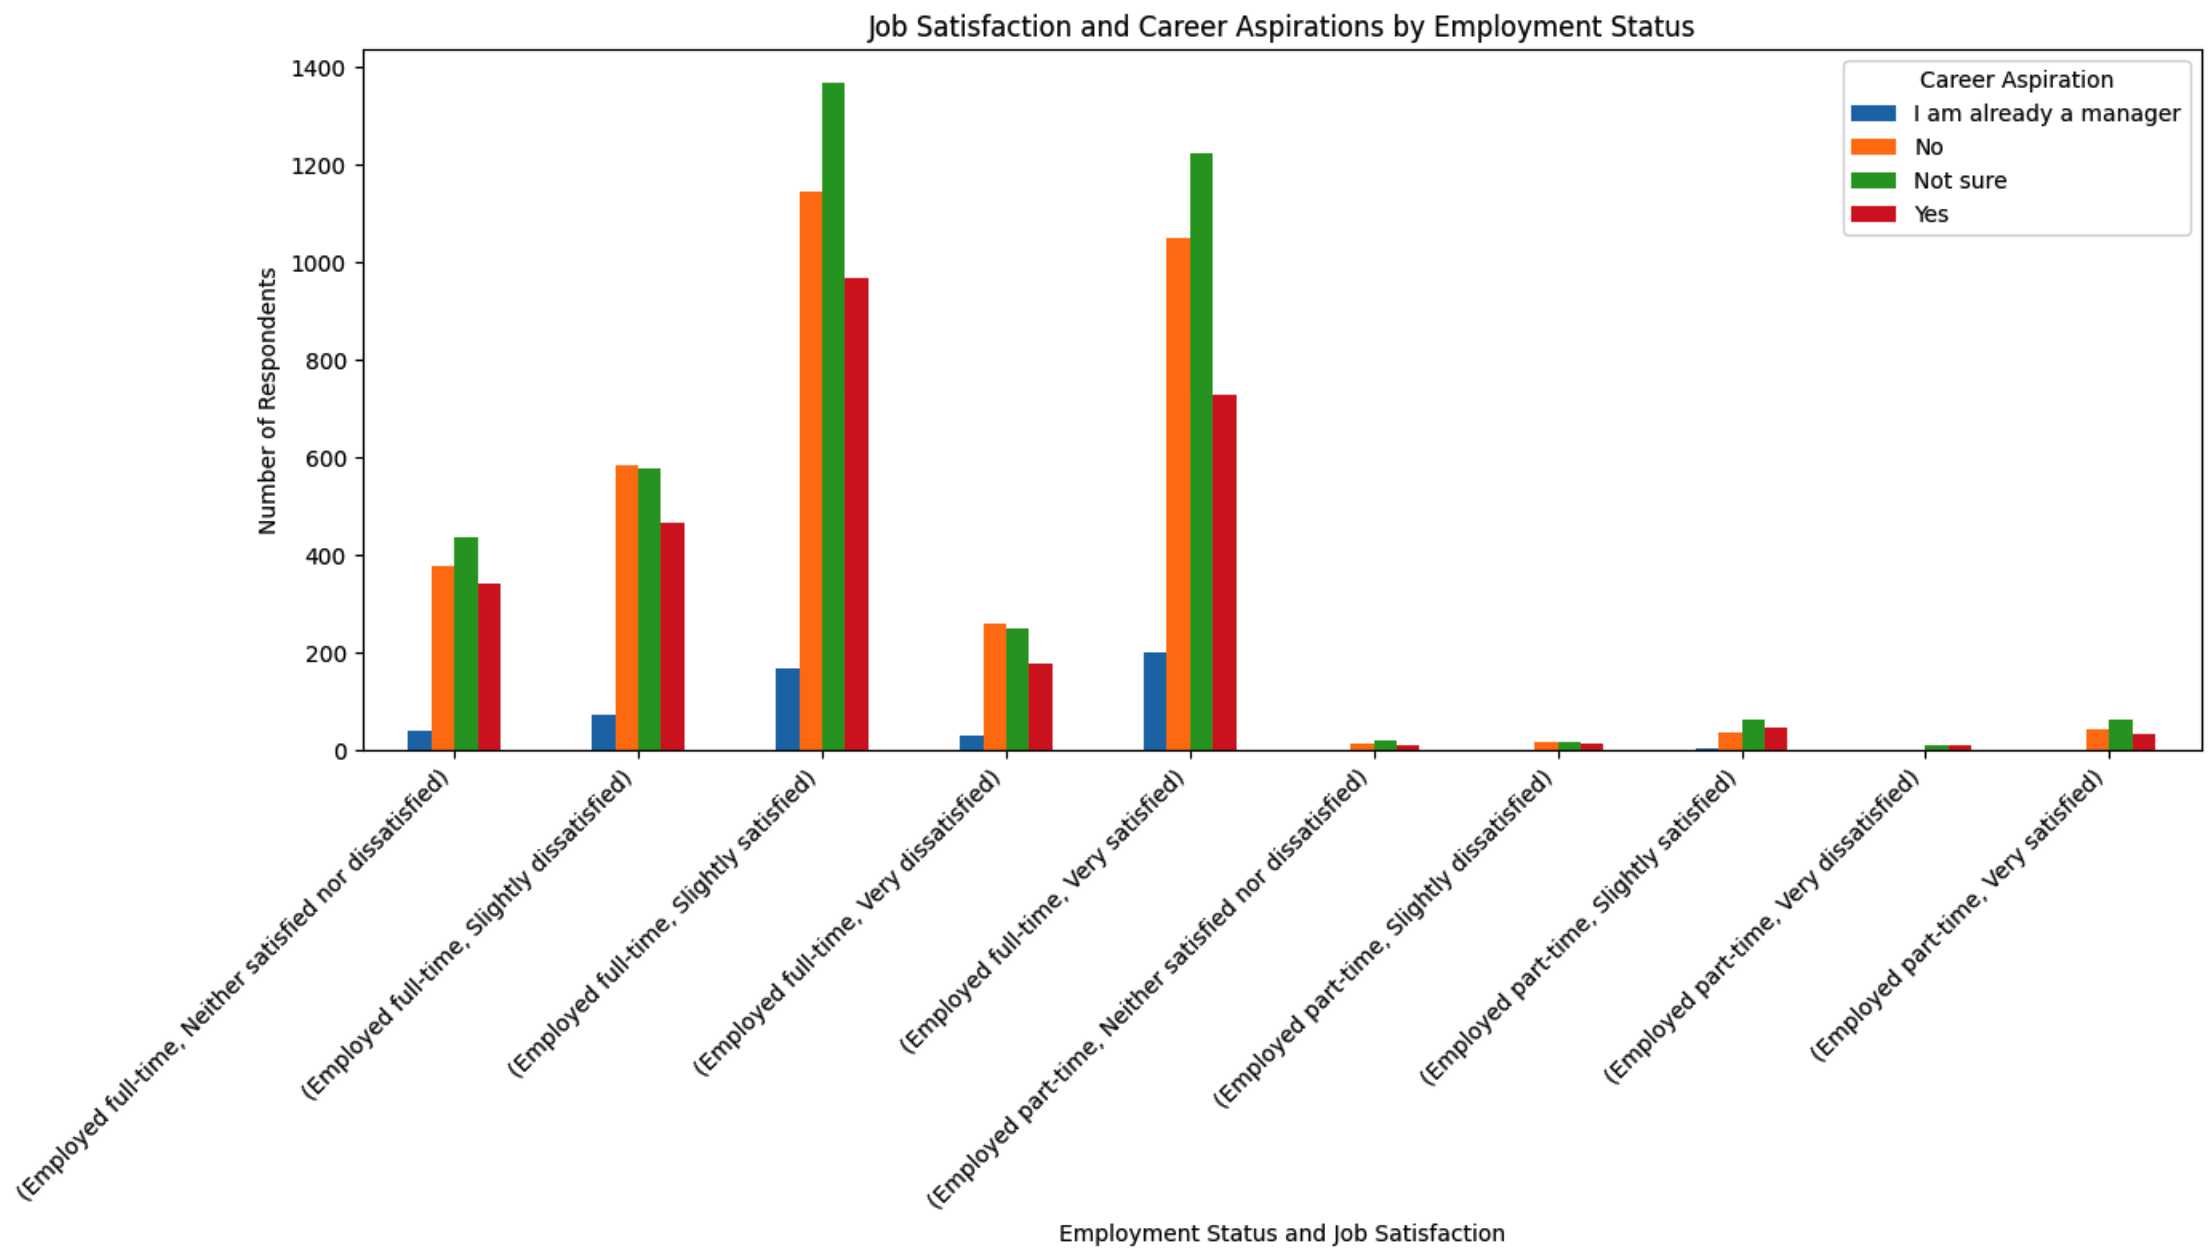 Job Satisfaction and Career Aspirations by Employment Status
Career Aspiration
I am already a manager
No
Not sure
Yes
Number of Respondents
1400
1200
1000
800
600
400
200
0
(Employed full-time, Neither satisfied nor dissatisfied)
(Employed full-time, Slightly dissatisfied)
(Employed full-time, Slightly satisfied)
(Employed full-time, Very dissatisfied)
(Employed full-time, Very satisfied)
(Employed part-time, Neither satisfied nor dissatisfied)
(Employed part-time, Slightly dissatisfied)
(Employed part-time, Slightly satisfied)
(Employed part-time, Very dissatisfied)
(Employed part-time, Very satisfied)
Employment Status and Job Satisfaction